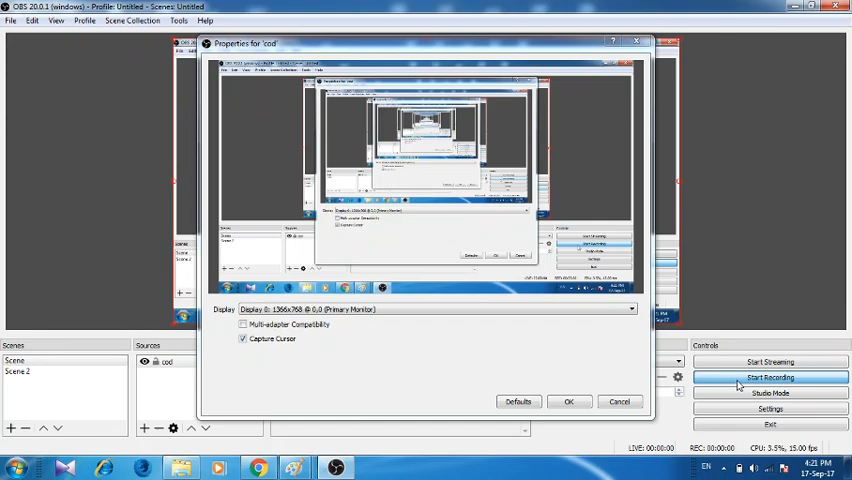 OBS 20.0.1 (windows) - Profile: Untitled - Scenes: Untitled
File Edit View Profile Scene Collection Tools Help
Properties for 'cod'
Display Display 0: 1366x768 @ 0,0 (Primary Monitor)
Multi-adapter Compatibility
Capture Cursor
Defaults OK Cancel
Scenes
Scene
Scene 2
Sources
cod
Controls
Start Streaming
Start Recording
Studio Mode
Settings
Exit
LIVE: 00:00:00 REC: 00:00:00 CPU: 3.5%, 15.00 fps
EN
4:21 PM
17-Sep-17